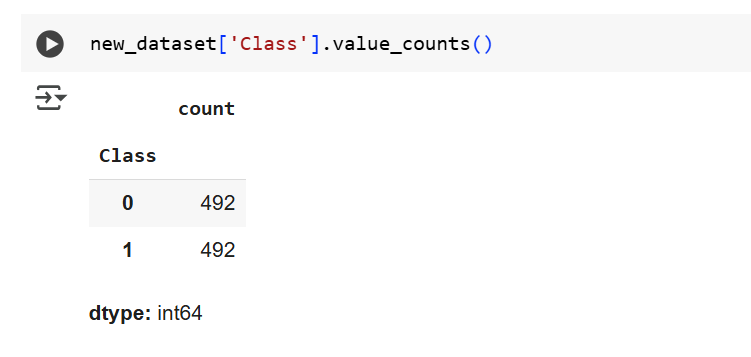 new_dataset['Class'].value_counts()
count
Class
0 492
1 492
dtype: int64